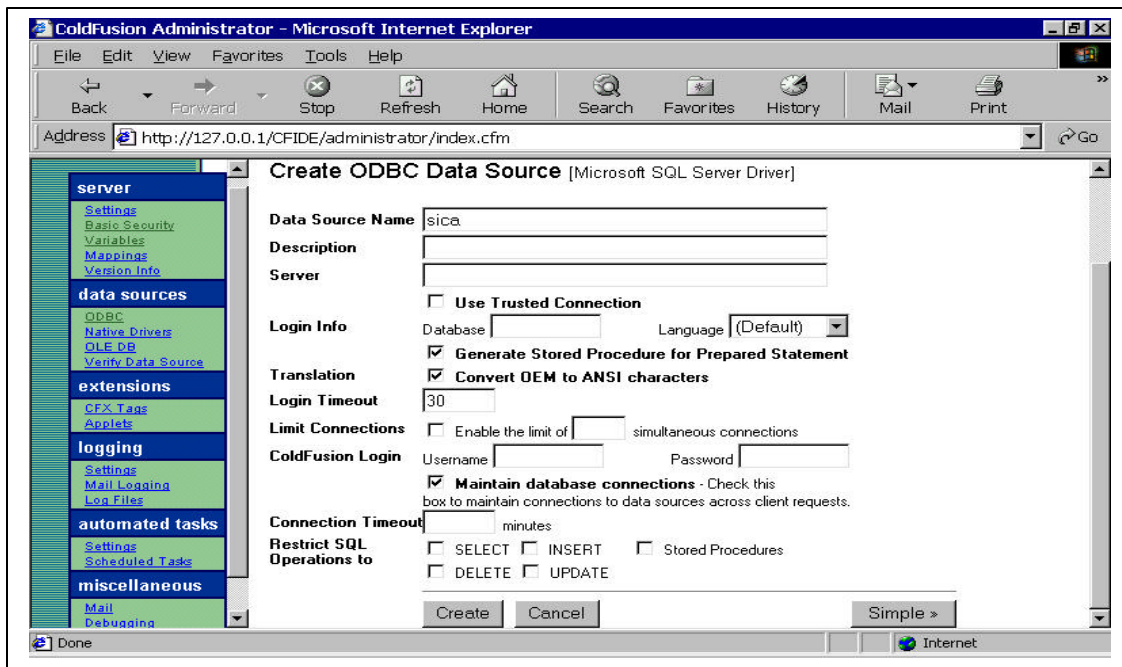 ColdFusion Administrator - Microsoft Internet Explorer
File Edit View Favorites Tools Help
Back Forward Stop Refresh Home Search Favorites History Mail Print »
Address http://127.0.0.1/CFIDE/administrator/index.cfm Go
server
Settings
Basic Security
Variables
Mappings
Version Info
data sources
ODBC
Native Drivers
OLE DB
Verify Data Source
extensions
CFX Tags
Applets
logging
Settings
Mail Logging
Log Files
automated tasks
Settings
Scheduled Tasks
miscellaneous
Mail
Debugging
Create ODBC Data Source [Microsoft SQL Server Driver]
Data Source Name sica
Description
Server
Use Trusted Connection
Login Info Database Language (Default)
Generate Stored Procedure for Prepared Statement
Translation Convert OEM to ANSI characters
Login Timeout 30
Limit Connections Enable the limit of simultaneous connections
ColdFusion Login Username Password
Maintain database connections - Check this
box to maintain connections to data sources across client requests.
Connection Timeout minutes
Restrict SQL SELECT INSERT Stored Procedures
Operations to
DELETE UPDATE
Create Cancel Simple »
Done Internet